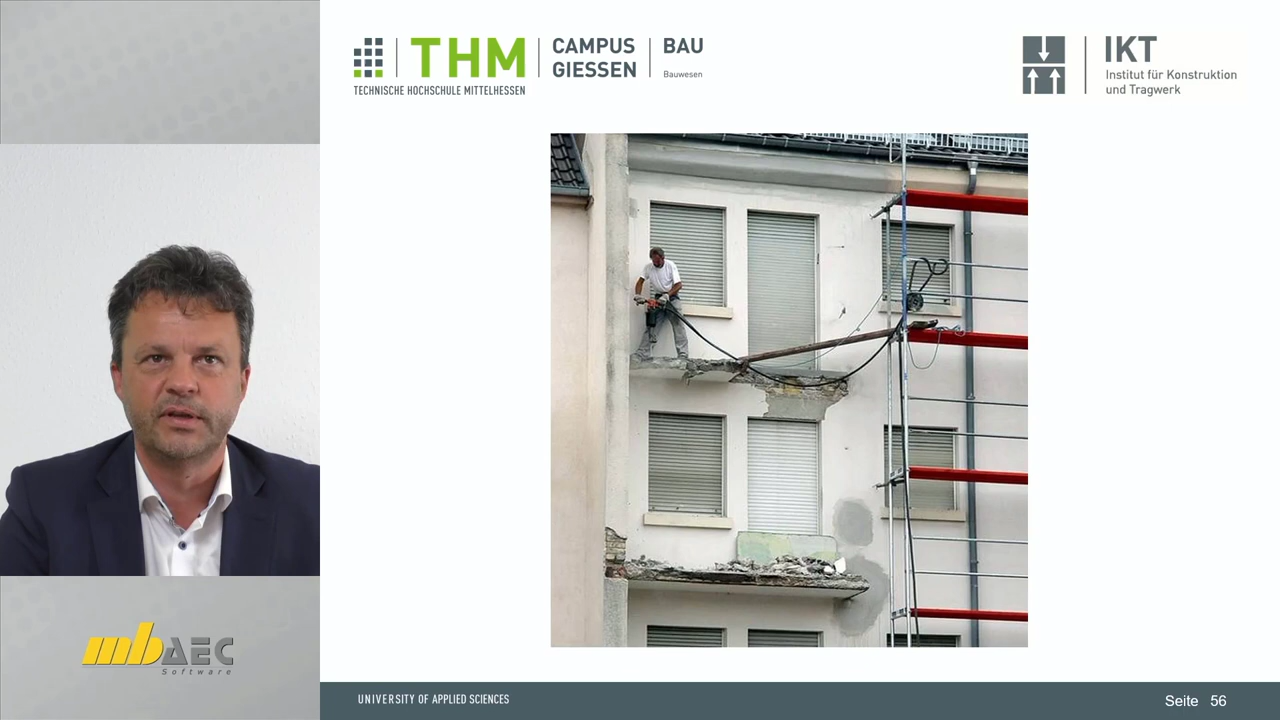 THM
CAMPUS
GIESSEN
BAU
Bauwesen
TECHNISCHE HOCHSCHULE MITTELHESSEN
IKT
Institut für Konstruktion
und Tragwerk
mbAEC
Software
UNIVERSITY OF APPLIED SCIENCES
Seite 56